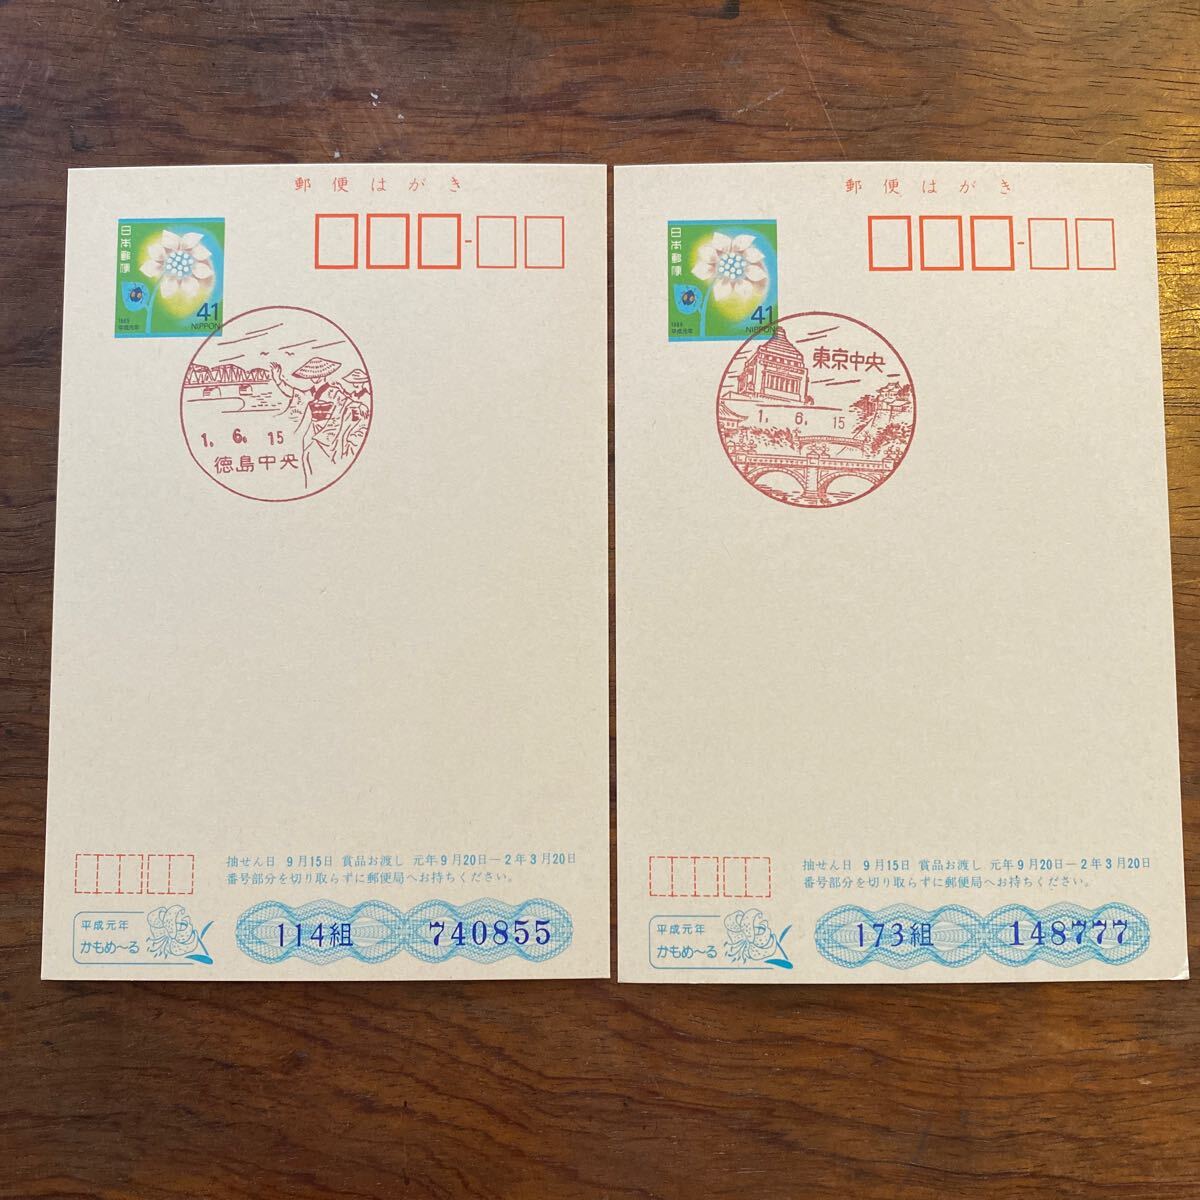 郵便はがき
日本郵便
41
NIPPON
1989
平成元年
1. 6. 15
徳島中央
抽せん日 9月15日 賞品お渡し 元年9月20日－2年3月20日
番号部分を切り取らずに郵便局へお持ちください。
平成元年
かもめ～る
114組 740855
郵便はがき
日本郵便
41
NIPPON
1989
平成元年
東京中央
1. 6. 15
抽せん日 9月15日 賞品お渡し 元年9月20日－2年3月20日
番号部分を切り取らずに郵便局へお持ちください。
平成元年
かもめ～る
173組 148777